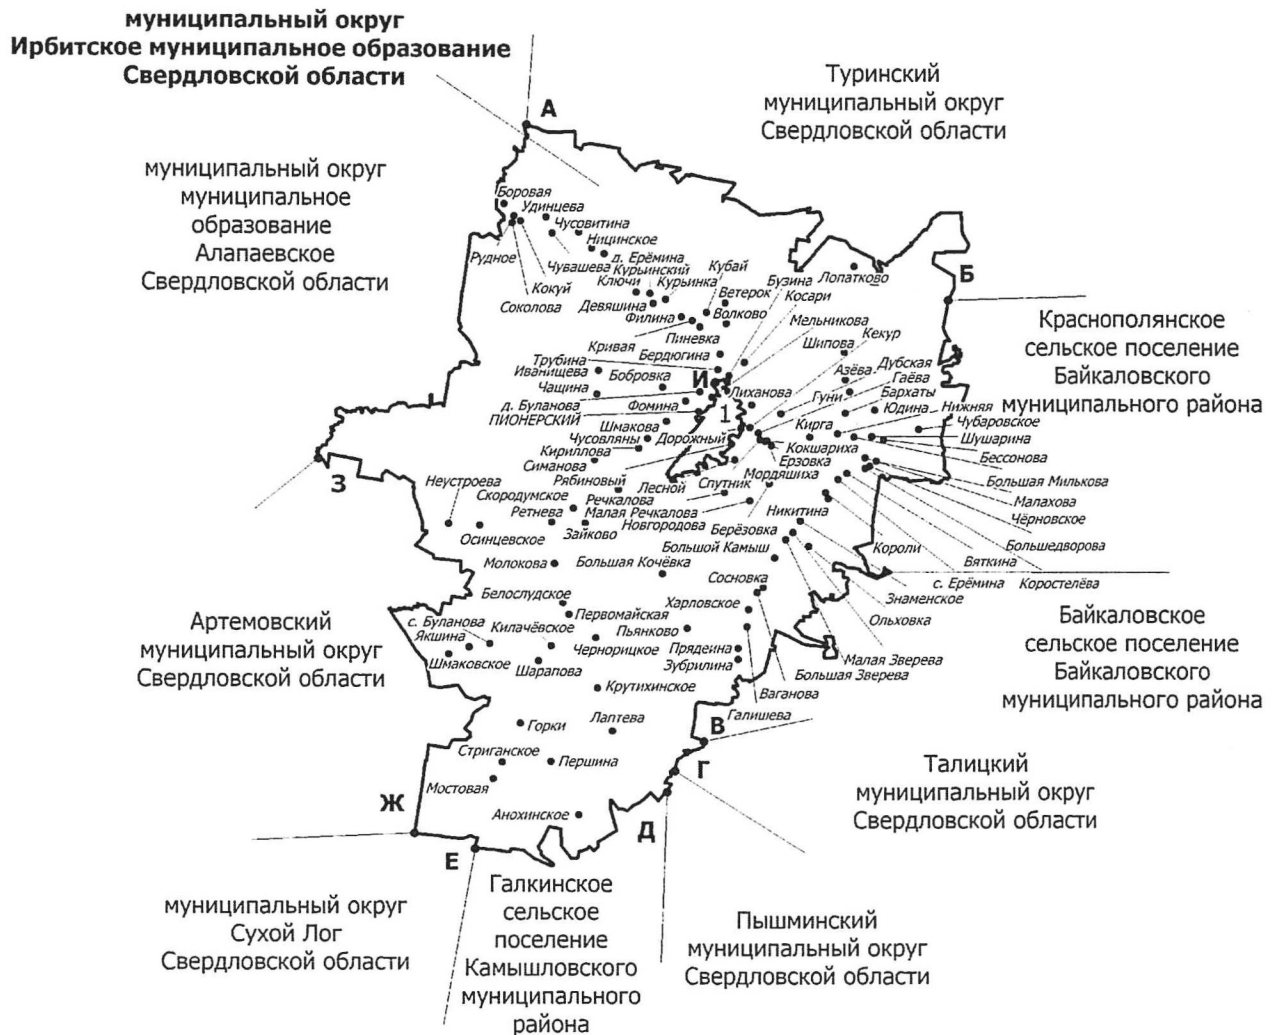 муниципальный округ
Ирбитское муниципальное образование
Свердловской области
Туринский
муниципальный округ
Свердловской области
А
муниципальный округ
муниципальное
образование
Алапаевское
Свердловской области
Боровая
Удинцева
Чусовитина
Ницинское
Рудное
д. Ерёмина
Чувашева
Курьинский
Кубай
Кокуй
Ключи
Курьинка
Бузина
Лопатково
Б
Соколова
Девяшина
Ветерок
Косари
Филина
Волково
Мельникова
Пиневка
Кекур
Кривая
Бердюгина
Шипова
Трубина
Дубская
Иванищева
Бобровка
И
Азёва
Гаёва
Чащина
Лиханова
Гуни
Бархаты
д. Буланова
Фомина
Юдина
Нижняя
ПИОНЕРСКИЙ
1
Кирга
Чубаровское
Шмакова
Чусовляны
Дорожный
Кокшариха
Шушарина
Кириллова
Ерзовка
Бессонова
Симанова
Мордяшиха
Рябиновый
Лесной
Спутник
Большая Милькова
Краснополянское
сельское поселение
Байкаловского
муниципального района
З
Неустроева
Скородумское
Речкалова
Малахова
Ретнева
Малая Речкалова
Никитина
Чёрновское
Зайково
Новгородова
Берёзовка
Осинцевское
Большедворова
Большой Камыш
Короли
Молокова
Большая Кочёвка
Вяткина
Сосновка
с. Ерёмина
Коростелёва
Белослудское
Харловское
Знаменское
Первомайская
Ольховка
с. Буланова
Килачёвское
Пьянково
Якшина
Чернорицкое
Прядеина
Малая Зверева
Шмаковское
Шарапова
Зубрилина
Большая Зверева
Крутихинское
Ваганова
Артемовский
муниципальный округ
Свердловской области
Байкаловское
сельское поселение
Байкаловского
муниципального района
Горки
Лаптева
Галишева
В
Стриганское
Першина
Г
Мостовая
Анохинское
Ж
Д
Е
Талицкий
муниципальный округ
Свердловской области
муниципальный округ
Сухой Лог
Свердловской области
Галкинское
сельское
поселение
Камышловского
муниципального
района
Пышминский
муниципальный округ
Свердловской области